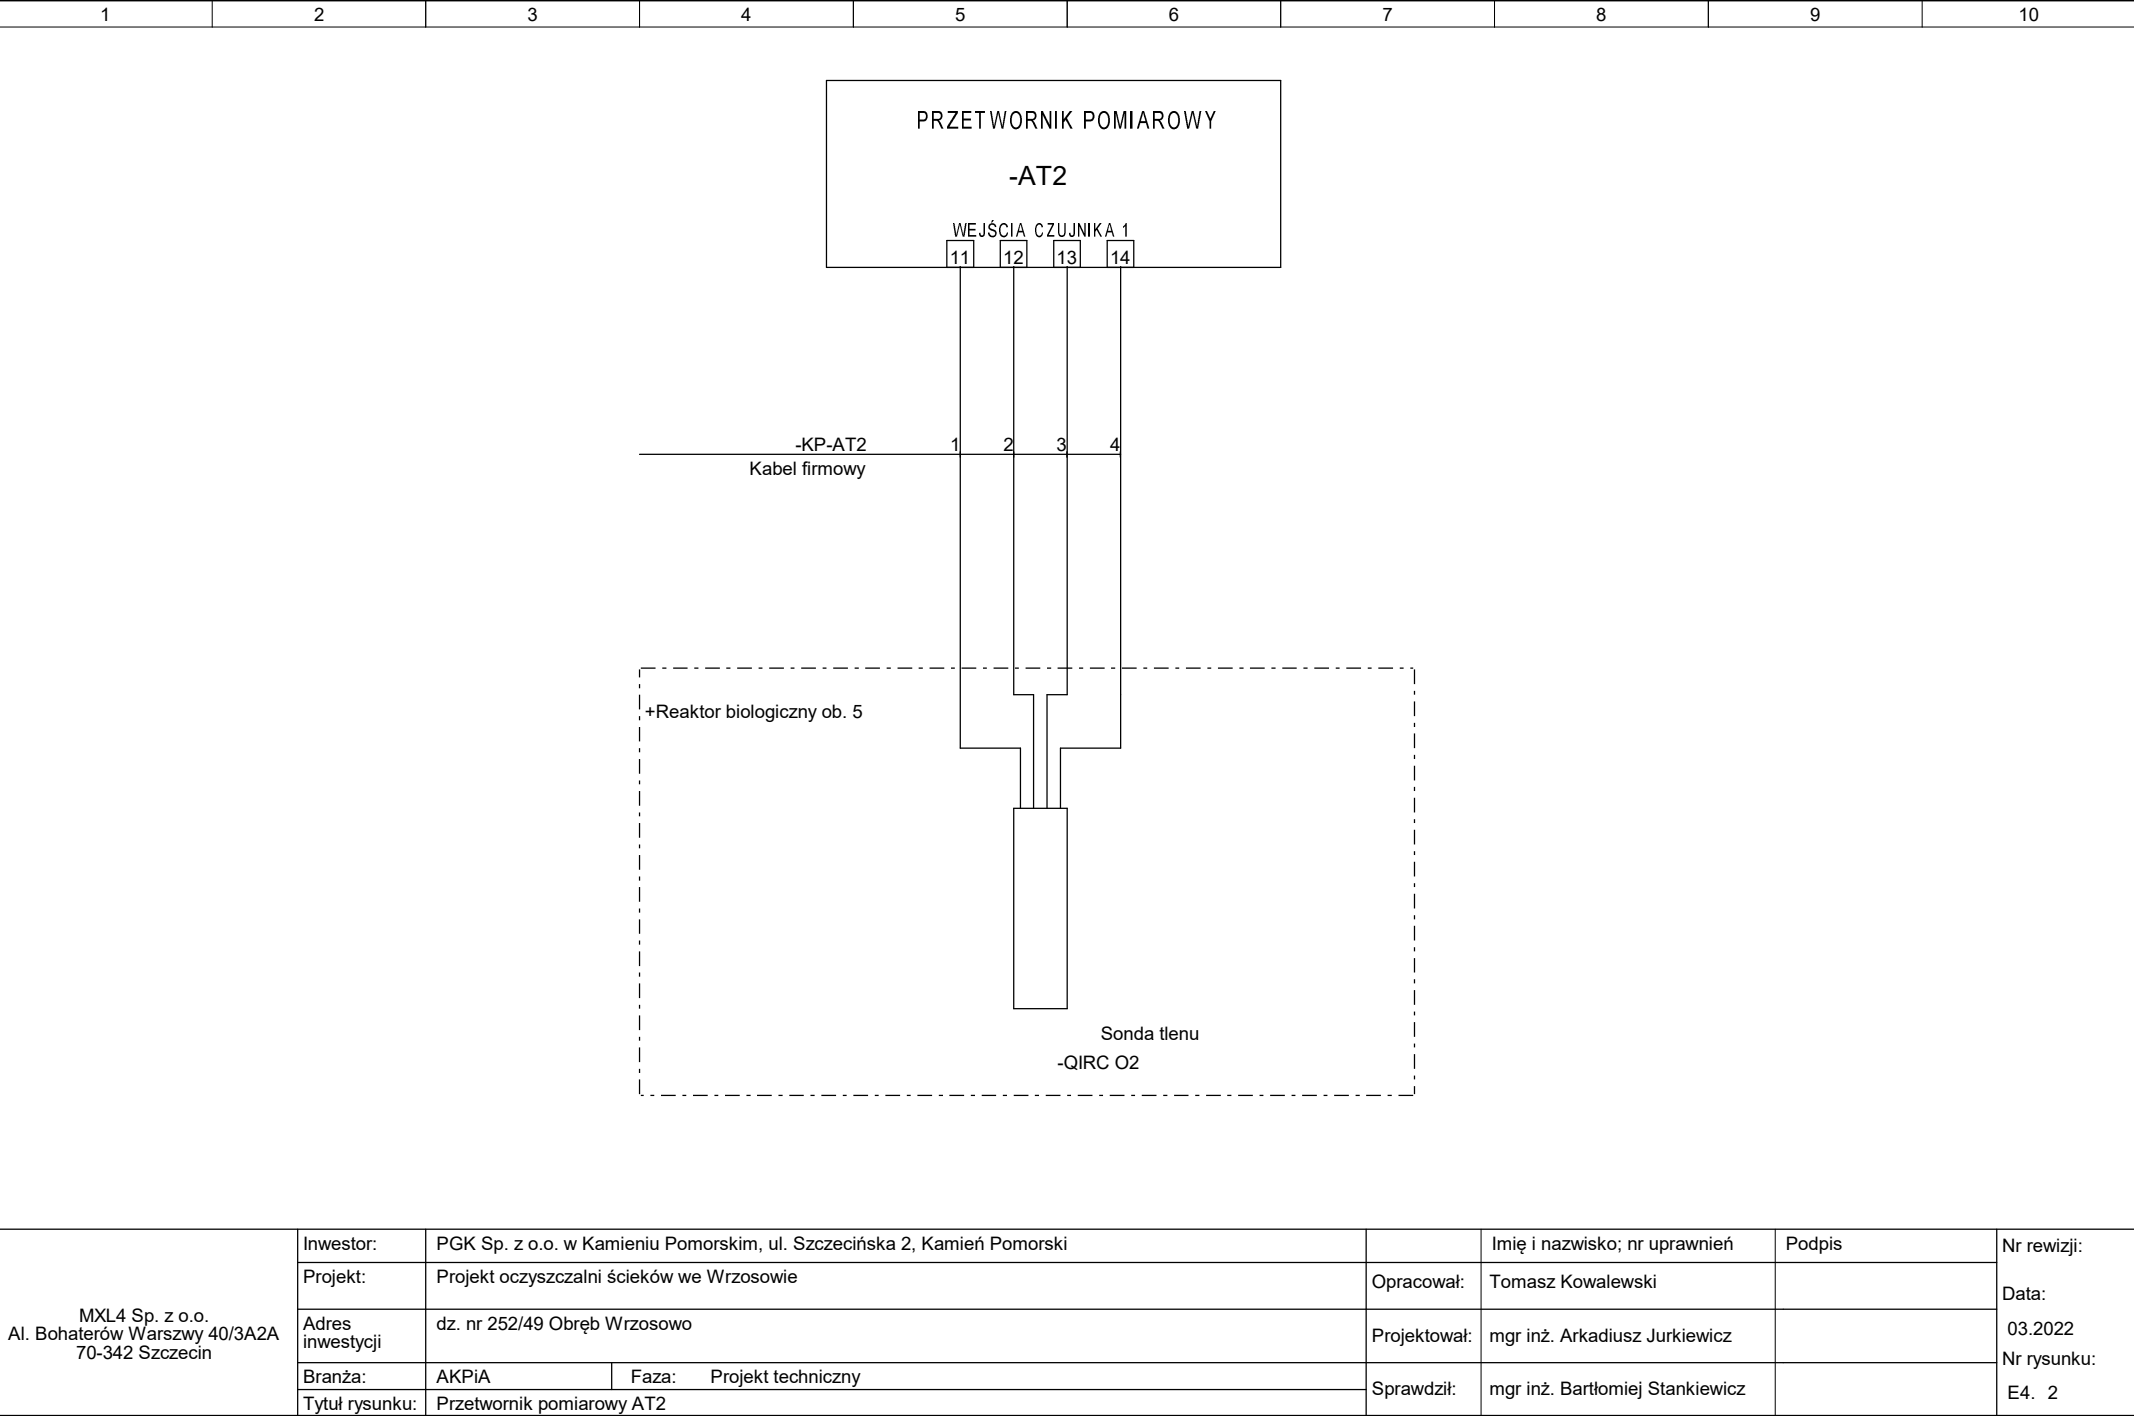 1 2 3 4 5 6 7 8 9 10
PRZETWORNIK POMIAROWY
-AT2
WEJŚCIA CZUJNIKA 1
11 12 13 14
-KP-AT2 1 2 3 4
Kabel firmowy
+Reaktor biologiczny ob. 5
Sonda tlenu
-QIRC O2
MXL4 Sp. z o.o.
Al. Bohaterów Warszwy 40/3A2A
70-342 Szczecin
Inwestor: PGK Sp. z o.o. w Kamieniu Pomorskim, ul. Szczecińska 2, Kamień Pomorski
Projekt: Projekt oczyszczalni ścieków we Wrzosowie
Adres
inwestycji
dz. nr 252/49 Obręb Wrzosowo
Branża: AKPiA Faza: Projekt techniczny
Tytuł rysunku: Przetwornik pomiarowy AT2
Imię i nazwisko; nr uprawnień Podpis
Opracował: Tomasz Kowalewski
Projektował: mgr inż. Arkadiusz Jurkiewicz
Sprawdził: mgr inż. Bartłomiej Stankiewicz
Nr rewizji:
Data:
03.2022
Nr rysunku:
E4. 2